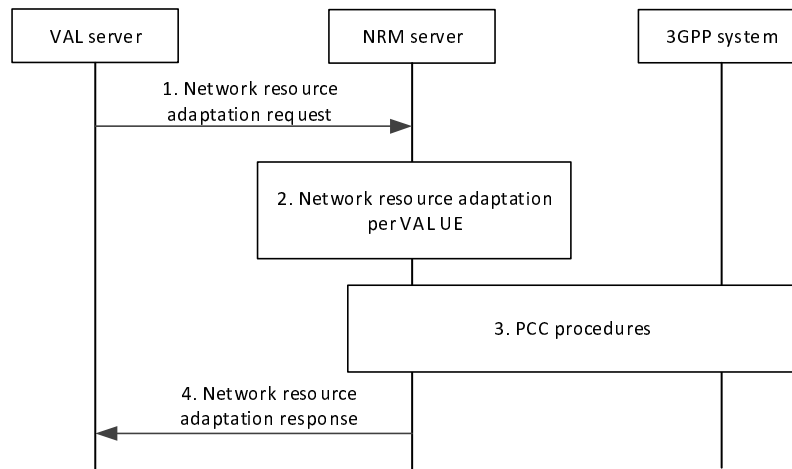 VAL server
NRM server
3GPP system
1. Network resource
adaptation request
2. Network resource adaptation
per VAL UE
3. PCC procedures
4. Network resource
adaptation response